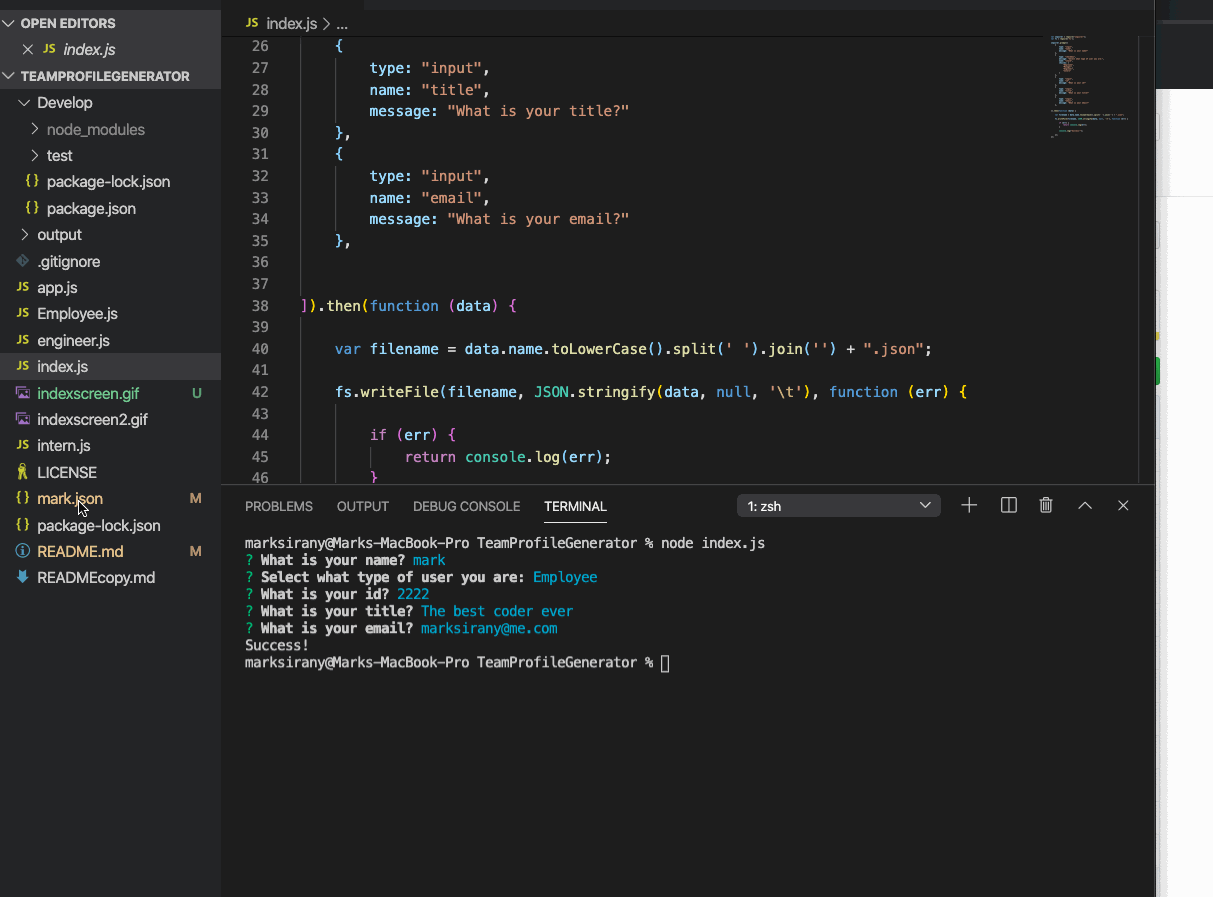 OPEN EDITORS
JS index.js
TEAMPROFILEGENERATOR
Develop
node_modules
test
{} package-lock.json
{} package.json
output
.gitignore
JS app.js
JS Employee.js
JS engineer.js
JS index.js
indexscreen.gif U
indexscreen2.gif
JS intern.js
LICENSE
{} mark.json M
{} package-lock.json
README.md M
READMEcopy.md
JS index.js > ...
26 {
27 type: "input",
28 name: "title",
29 message: "What is your title?"
30 },
31 {
32 type: "input",
33 name: "email",
34 message: "What is your email?"
35 },
36
37
38 ]).then(function (data) {
39
40 var filename = data.name.toLowerCase().split(' ').join('') + ".json";
41
42 fs.writeFile(filename, JSON.stringify(data, null, '\t'), function (err) {
43
44 if (err) {
45 return console.log(err);
46 }
PROBLEMS OUTPUT DEBUG CONSOLE TERMINAL 1: zsh
marksirany@Marks-MacBook-Pro TeamProfileGenerator % node index.js
? What is your name? mark
? Select what type of user you are: Employee
? What is your id? 2222
? What is your title? The best coder ever
? What is your email? marksirany@me.com
Success!
marksirany@Marks-MacBook-Pro TeamProfileGenerator %